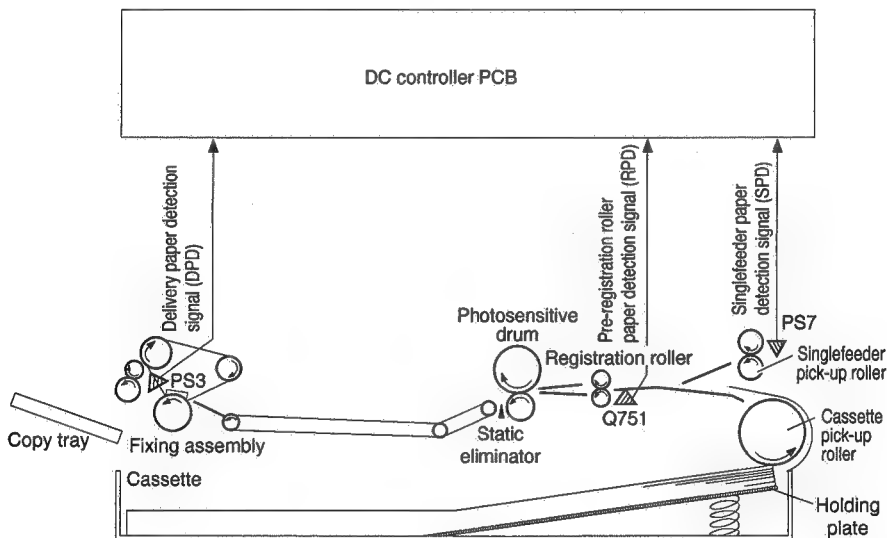 DC controller PCB
Delivery paper detection
signal (DPD)
Pre-registration roller
paper detection signal (RPD)
Singlefeeder paper
detection signal (SPD)
Photosensitive
drum
PS7
Registration roller
Singlefeeder
pick-up roller
PS3
Q751
Copy tray
Fixing assembly
Static
eliminator
Cassette
pick-up
roller
Cassette
Holding
plate